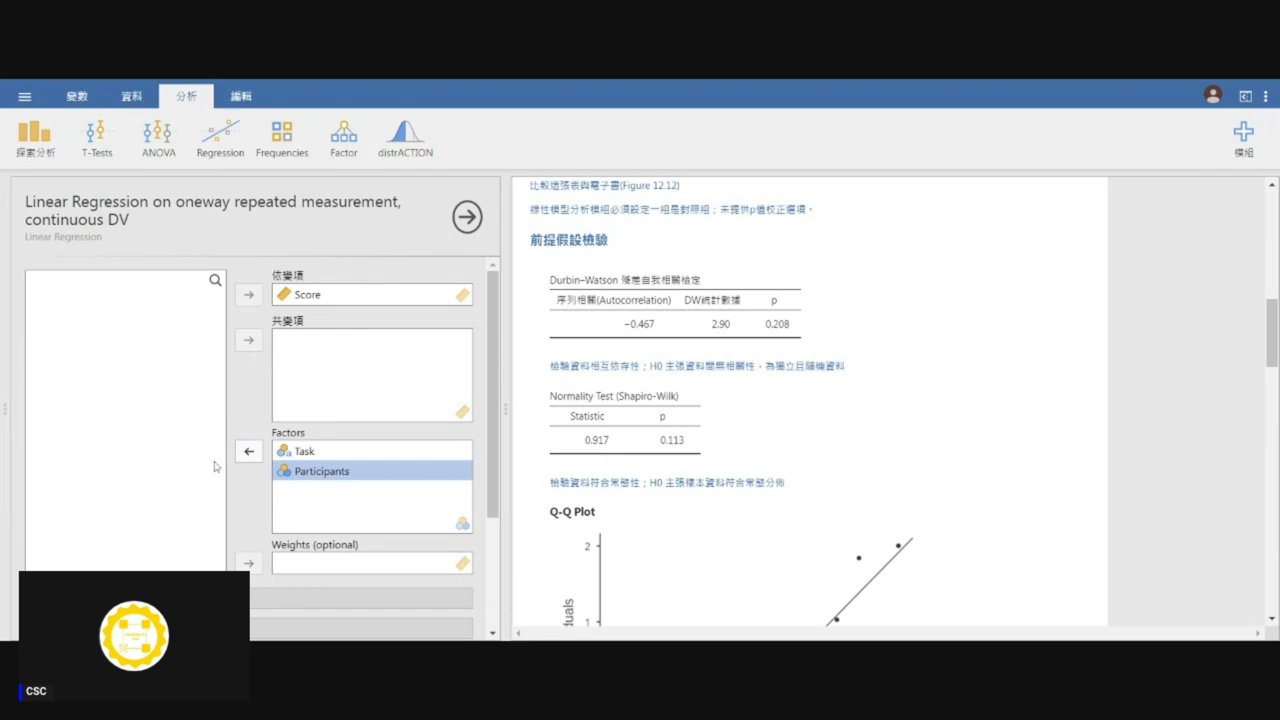 變數 資料 分析 編輯
探索分析 T-Tests ANOVA Regression Frequencies Factor distrACTION 模組
Linear Regression on oneway repeated measurement,
continuous DV
Linear Regression
依變項
Score
共變項
Factors
Task
Participants
Weights (optional)
比較這張表與電子書(Figure 12.12)
線性模型分析模組必須設定一組是對照組；未提供p值校正選項，
前提假設檢驗
Durbin–Watson 殘差自我相關檢定
序列相關(Autocorrelation) DW統計數據 p
−0.467 2.90 0.208
檢驗資料相互依存性；H0 主張資料間無相關性、為獨立且隨機資料
Normality Test (Shapiro-Wilk)
Statistic p
0.917 0.113
檢驗資料符合常態性；H0 主張樣本資料符合常態分佈
Q-Q Plot
2
1
duals
CSC